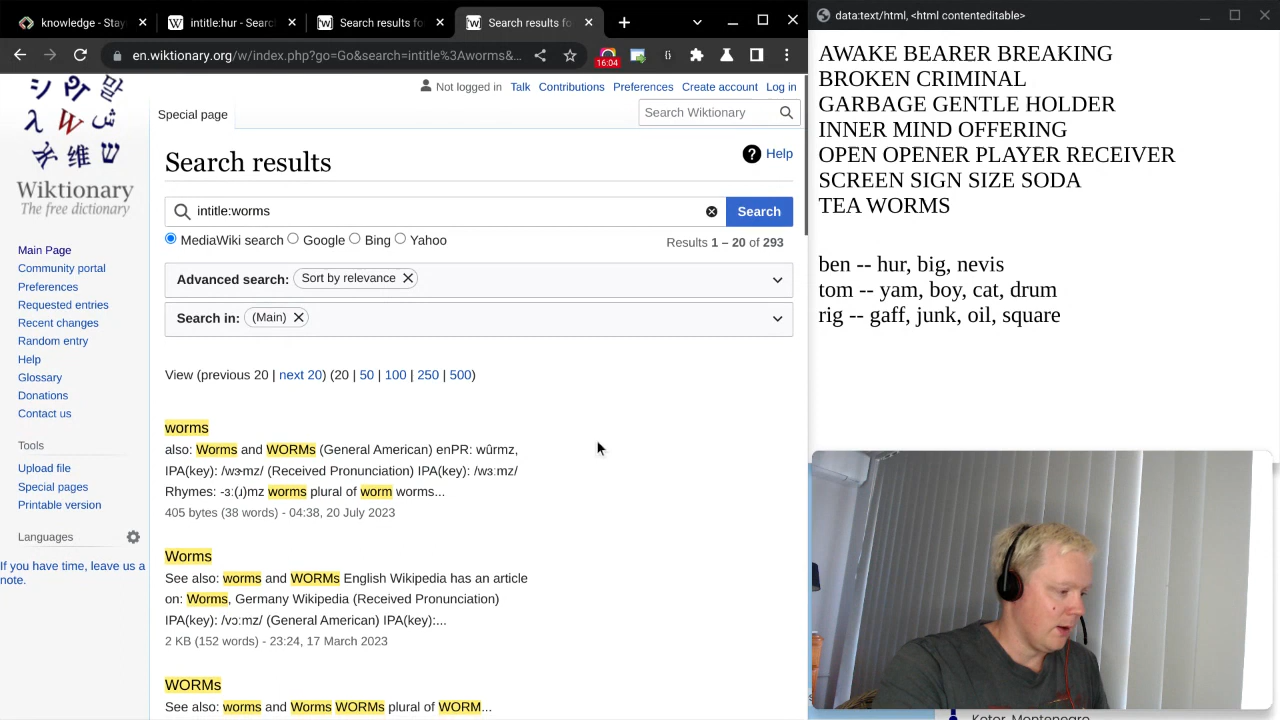 knowledge - Stay
intitle:hur - Search
Search results fo
Search results fo
data:text/html, <html contenteditable>
en.wiktionary.org/w/index.php?go=Go&search=intitle%3Aworms&...
16:04
Not logged in Talk Contributions Preferences Create account Log in
Special page
Search Wiktionary
Wiktionary
The free dictionary
Main Page
Community portal
Preferences
Requested entries
Recent changes
Random entry
Help
Glossary
Donations
Contact us
Tools
Upload file
Special pages
Printable version
Languages
If you have time, leave us a
note.
Search results
Help
intitle:worms
Search
MediaWiki search Google Bing Yahoo
Results 1 – 20 of 293
Advanced search: Sort by relevance
Search in: (Main)
View (previous 20 | next 20) (20 | 50 | 100 | 250 | 500)
worms
also: Worms and WORMs (General American) enPR: wûrmz,
IPA(key): /wɝmz/ (Received Pronunciation) IPA(key): /wɜːmz/
Rhymes: -ɜː(ɹ)mz worms plural of worm worms...
405 bytes (38 words) - 04:38, 20 July 2023
Worms
See also: worms and WORMs English Wikipedia has an article
on: Worms, Germany Wikipedia (Received Pronunciation)
IPA(key): /vɔːmz/ (General American) IPA(key):...
2 KB (152 words) - 23:24, 17 March 2023
WORMs
See also: worms and Worms WORMs plural of WORM...
AWAKE BEARER BREAKING
BROKEN CRIMINAL
GARBAGE GENTLE HOLDER
INNER MIND OFFERING
OPEN OPENER PLAYER RECEIVER
SCREEN SIGN SIZE SODA
TEA WORMS
ben -- hur, big, nevis
tom -- yam, boy, cat, drum
rig -- gaff, junk, oil, square
Kotor, Montenegro